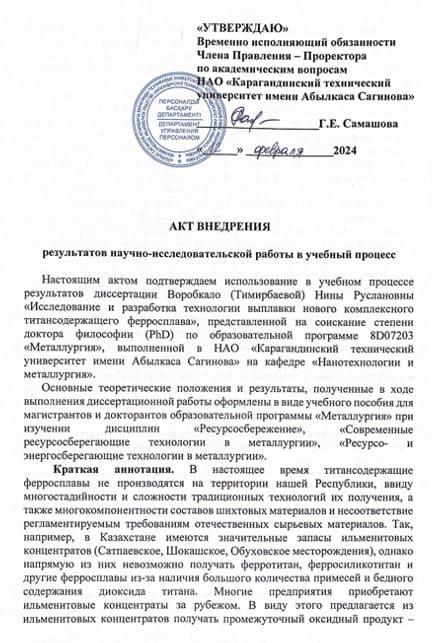 «УТВЕРЖДАЮ»
Временно исполняющий обязанности
Члена Правления – Проректора
по академическим вопросам
НАО «Карагандинский технический
университет имени Абылкаса Сагинова»
Г.Е. Самашова
«12» февраля 2024
ПЕРСОНАЛДЫ
БАСҚАРУ
ДЕПАРТАМЕНТІ
ДЕПАРТАМЕНТ
УПРАВЛЕНИЯ
ПЕРСОНАЛОМ
АКТ ВНЕДРЕНИЯ
результатов научно-исследовательской работы в учебный процесс
Настоящим актом подтверждаем использование в учебном процессе
результатов диссертации Воробкало (Тимирбаевой) Нины Руслановны
«Исследование и разработка технологии выплавки нового комплексного
титансодержащего ферросплава», представленной на соискание степени
доктора философии (PhD) по образовательной программе 8D07203
«Металлургия», выполненной в НАО «Карагандинский технический
университет имени Абылкаса Сагинова» на кафедре «Нанотехнологии и
металлургия».
Основные теоретические положения и результаты, полученные в ходе
выполнения диссертационной работы оформлены в виде учебного пособия для
магистрантов и докторантов образовательной программы «Металлургия» при
изучении дисциплин «Ресурсосбережение», «Современные
ресурсосберегающие технологии в металлургии», «Ресурсо- и
энергосберегающие технологии в металлургии».
Краткая аннотация. В настоящее время титансодержащие
ферросплавы не производятся на территории нашей Республики, ввиду
многостадийности и сложности традиционных технологий их получения, а
также многокомпонентости составов шихтовых материалов и несоответствие
регламентируемым требованиям отечественных сырьевых материалов. Так,
например, в Казахстане имеются значительные запасы ильменитовых
концентратов (Сатпаевское, Шокашское, Обуховское месторождения), однако
напрямую из них невозможно получать ферротитан, ферросиликотитан и
другие ферросплавы из-за наличия большого количества примесей и бедного
содержания диоксида титана. Многие предприятия приобретают
ильменитовые концентраты за рубежом. В виду этого предлагается из
ильменитовых концентратов получать промежуточный оксидный продукт –